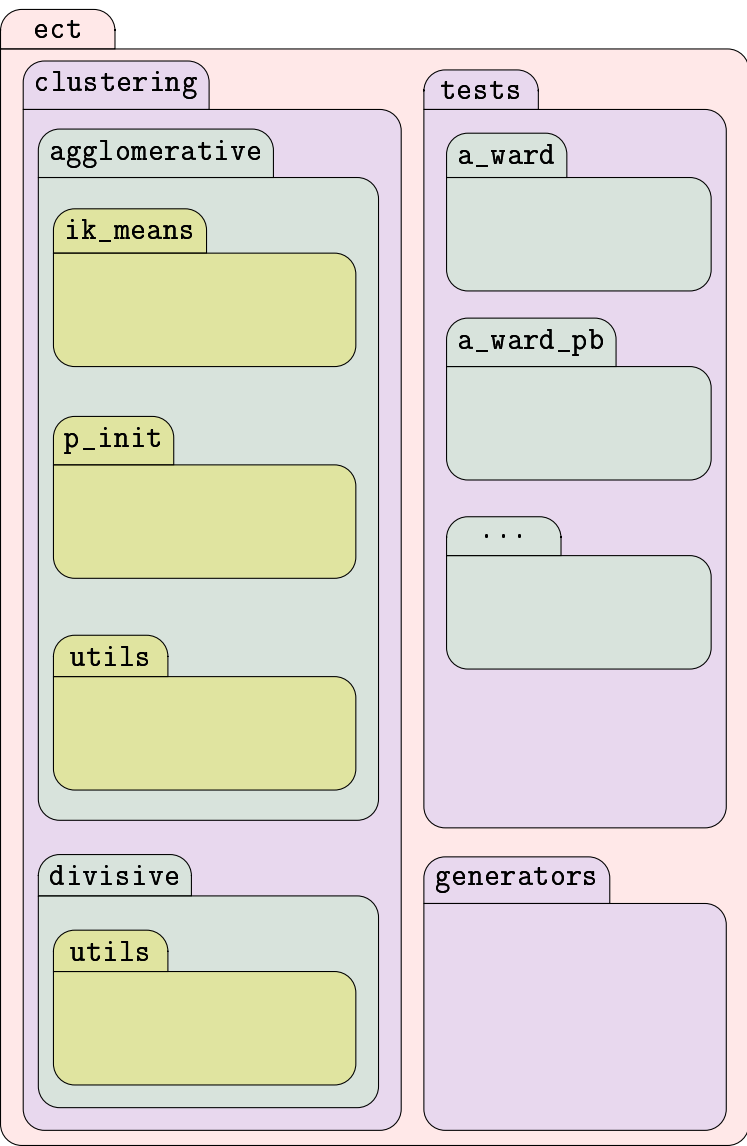 ect
clustering
agglomerative
ik_means
p_init
utils
divisive
utils
tests
a_ward
a_ward_pb
...
generators